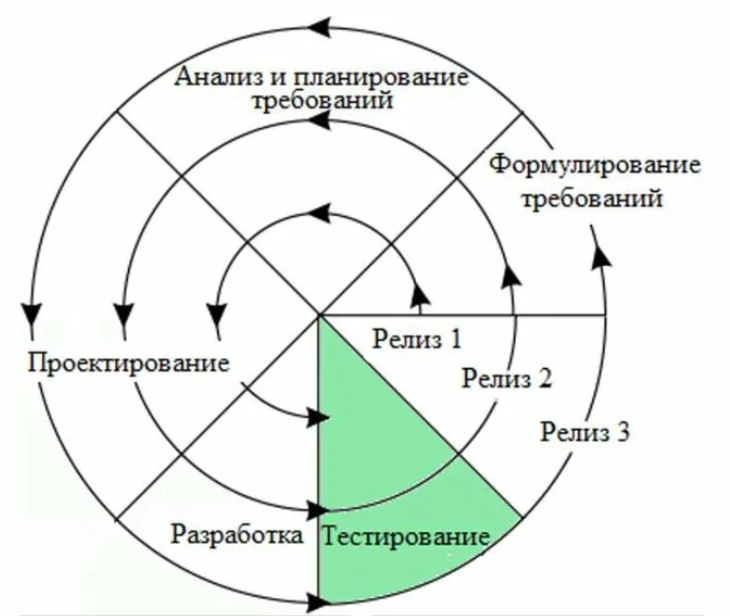 Анализ и планирование
требований
Формулирование
требований
Релиз 1
Проектирование
Релиз 2
Релиз 3
Разработка
Тестирование